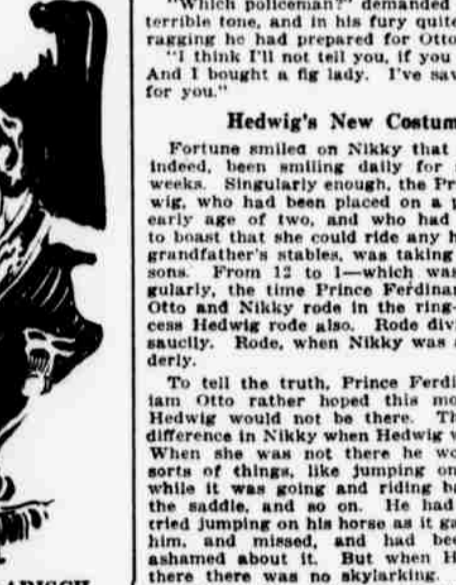 "Which policeman?" demanded
terrible tone, and in his fury quite
ragging he had prepared for Otto
"I think I'll not tell you, if you
And I bought a fig lady. I've sav
for you."
Hedwig's New Costum
Fortune smiled on Nikky that
indeed, been smiling daily for
weeks. Singularly enough, the Pr
wig, who had been placed on a p
early age of two, and who had
to boast that she could ride any h
grandfather's stables, was taking
sons. From 12 to 1—which was
gularly, the time Prince Ferdinan
Otto and Nikky rode in the ring—
cess Hedwig rode also. Rode divi
saucily. Rode, when Nikky was
derly.
To tell the truth, Prince Ferdi
iam Otto rather hoped this mo
Hedwig would not be there. Th
difference in Nikky when Hedwig w
When she was not there he wo
sorts of things, like jumping on
while it was going and riding ba
the saddle, and so on. He had
tried jumping on his horse as it ga
him, and missed, and had bee
ashamed about it. But when H
there there was no skylarking.